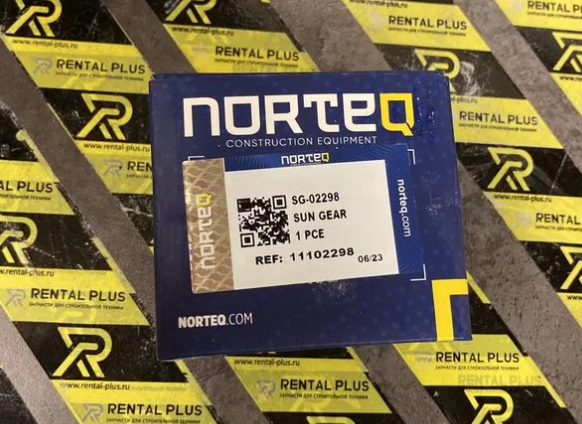 NORTEQ
CONSTRUCTION EQUIPMENT
NORTEQ
SG-02298
SUN GEAR
1 PCE
REF: 11102298 06/23
NORTEQ
norteq.com
NORTEQ.COM
RENTAL PLUS
ЗАПЧАСТИ ДЛЯ СТРОИТЕЛЬНОЙ ТЕХНИКИ
www.rental-plus.ru